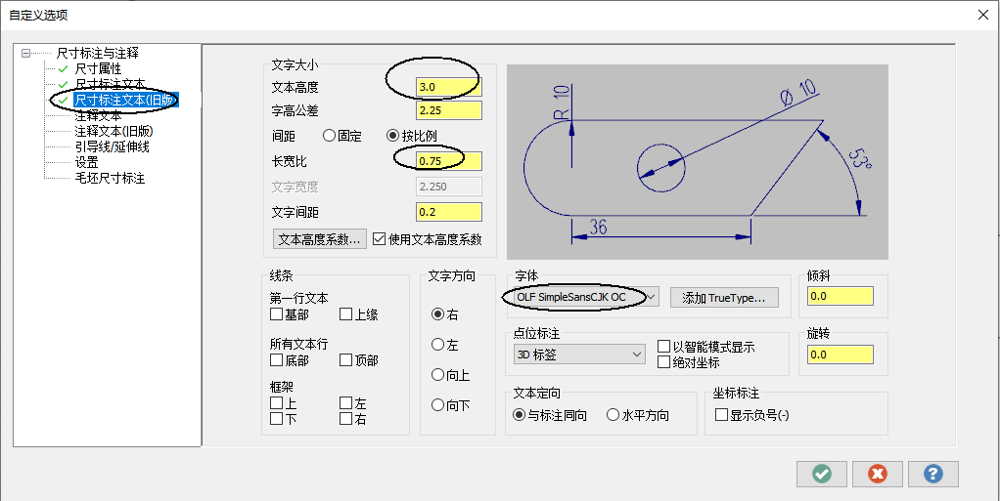 自定义选项
尺寸标注与注释
尺寸属性
尺寸标注文本
尺寸标注文本(旧版)
注释文本
注释文本(旧版)
引导线/延伸线
设置
毛坯尺寸标注
文字大小
文本高度 3.0
字高公差 2.25
间距 固定 按比例
长宽比 0.75
文字宽度 2.250
文字间距 0.2
文本高度系数... 使用文本高度系数
R 10
Ø 10
53°
36
线条
第一行文本
基部 上缘
所有文本行
底部 顶部
框架
上 左
下 右
文字方向
右
左
向上
向下
字体
OLF SimpleSansCJK OC 添加 TrueType...
点位标注
3D 标签
以智能模式显示
绝对坐标
文本定向
与标注同向 水平方向
倾斜
0.0
旋转
0.0
坐标标注
显示负号(-)